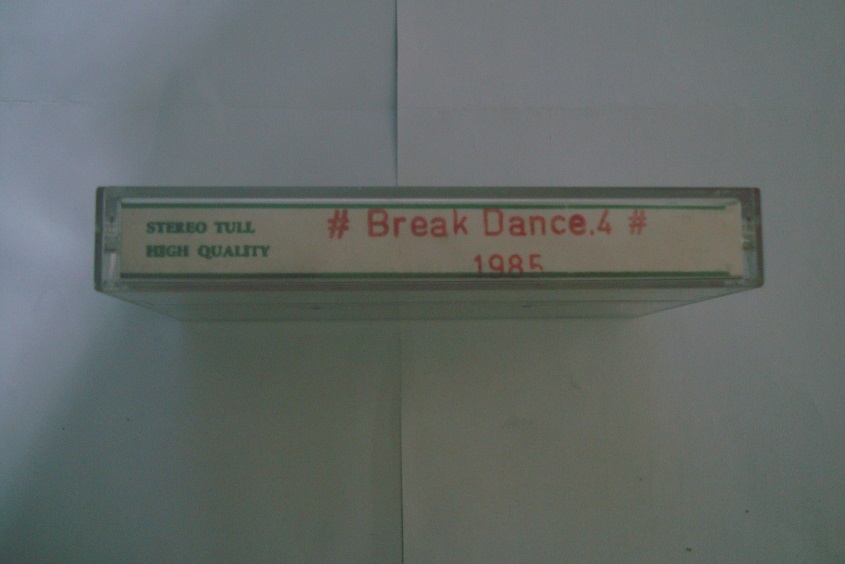 STEREO TULL
HIGH QUALITY
# Break Dance.4 #
1985